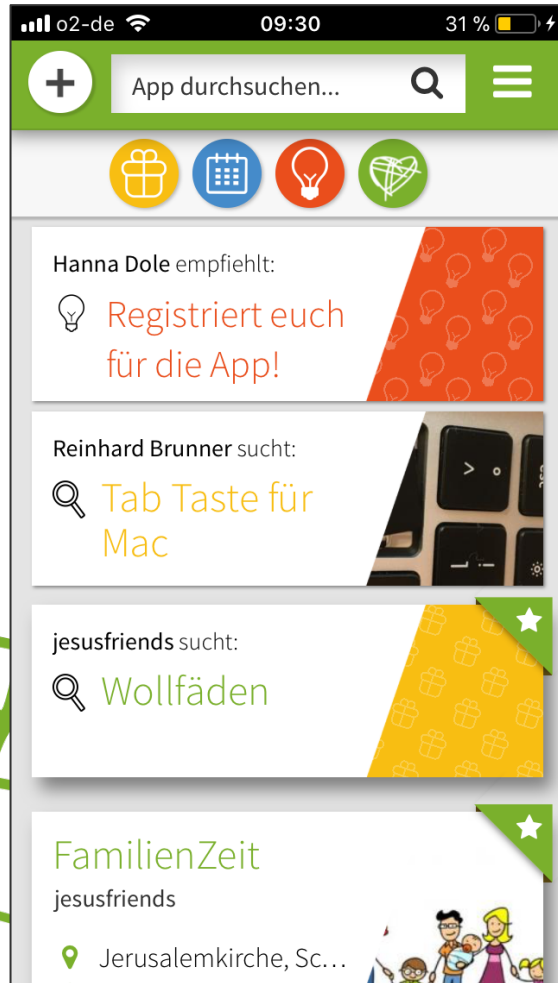 o2-de 09:30 31 %
App durchsuchen...
Hanna Dole empfiehlt:
Registriert euch
für die App!
Reinhard Brunner sucht:
Tab Taste für
Mac
jesusfriends sucht:
Wollfäden
FamilienZeit
jesusfriends
Jerusalemkirche, Sc...